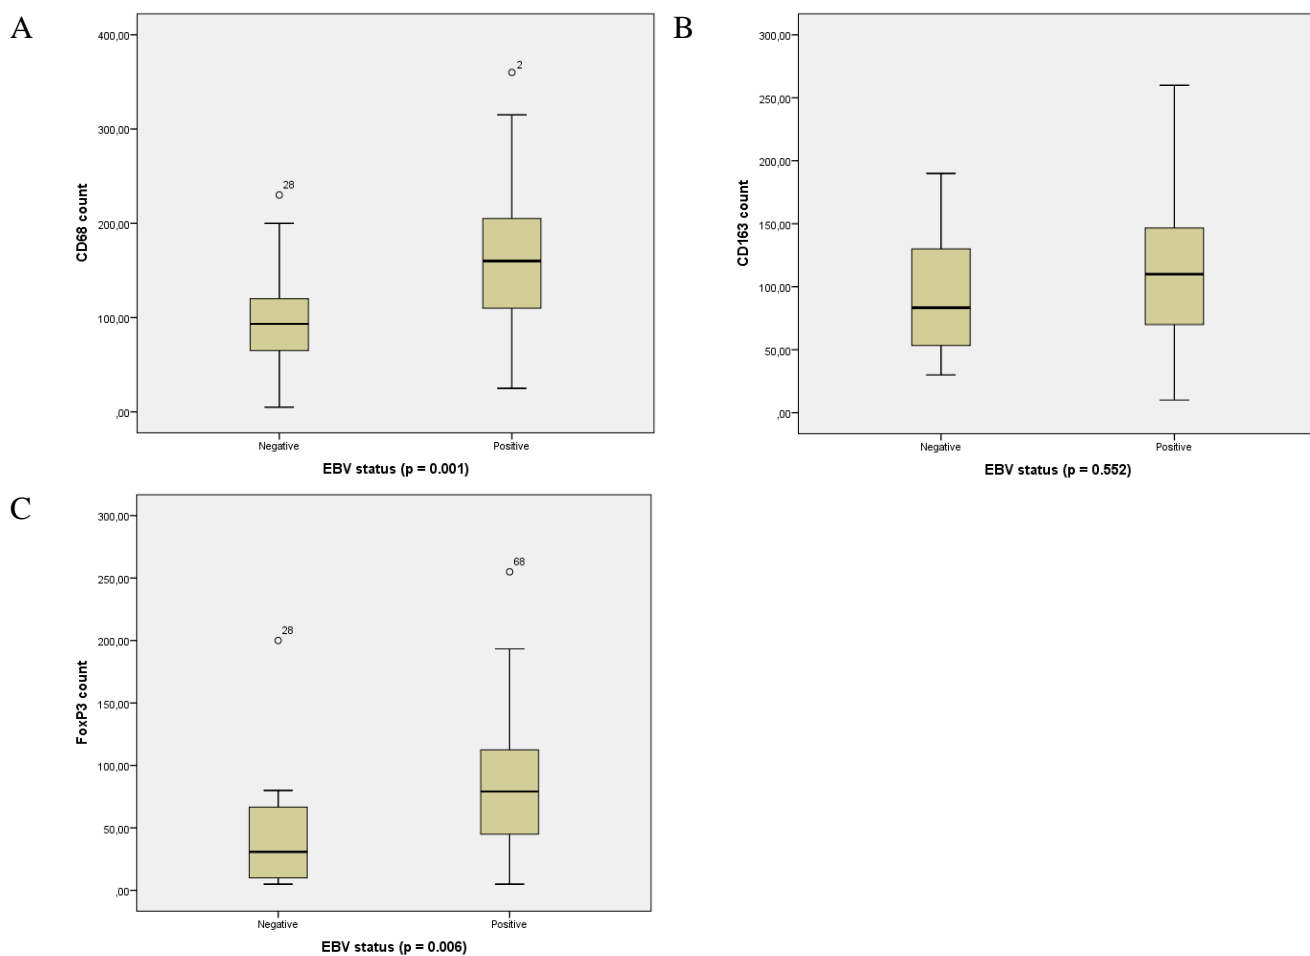 A
400,00
300,00
200,00
100,00
,00
CD68 count
28
2
Negative
Positive
EBV status (p = 0.001)
B
300,00
250,00
200,00
150,00
100,00
50,00
,00
CD163 count
Negative
Positive
EBV status (p = 0.552)
C
300,00
250,00
200,00
150,00
100,00
50,00
,00
FoxP3 count
28
68
Negative
Positive
EBV status (p = 0.006)